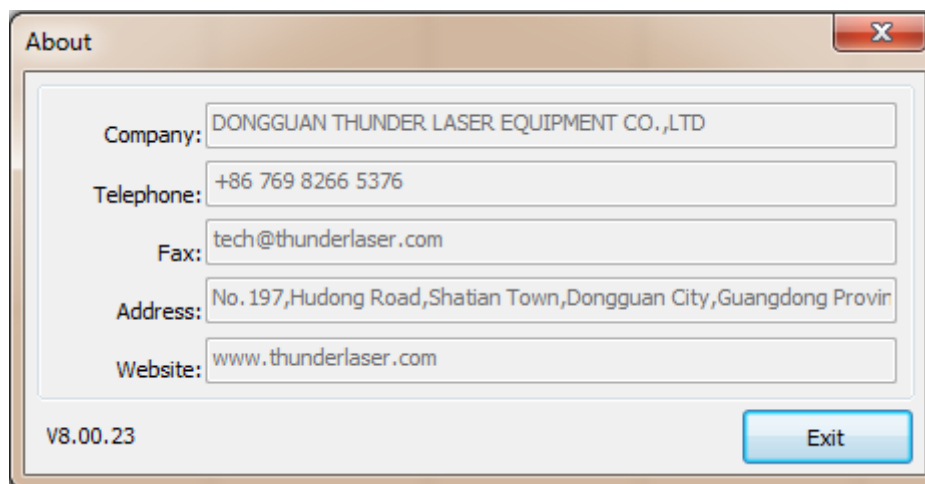 About
Company: DONGGUAN THUNDER LASER EQUIPMENT CO.,LTD
Telephone: +86 769 8266 5376
Fax: tech@thunderlaser.com
Address: No.197,Hudong Road,Shatian Town,Dongguan City,Guangdong Provin
Website: www.thunderlaser.com
V8.00.23
Exit